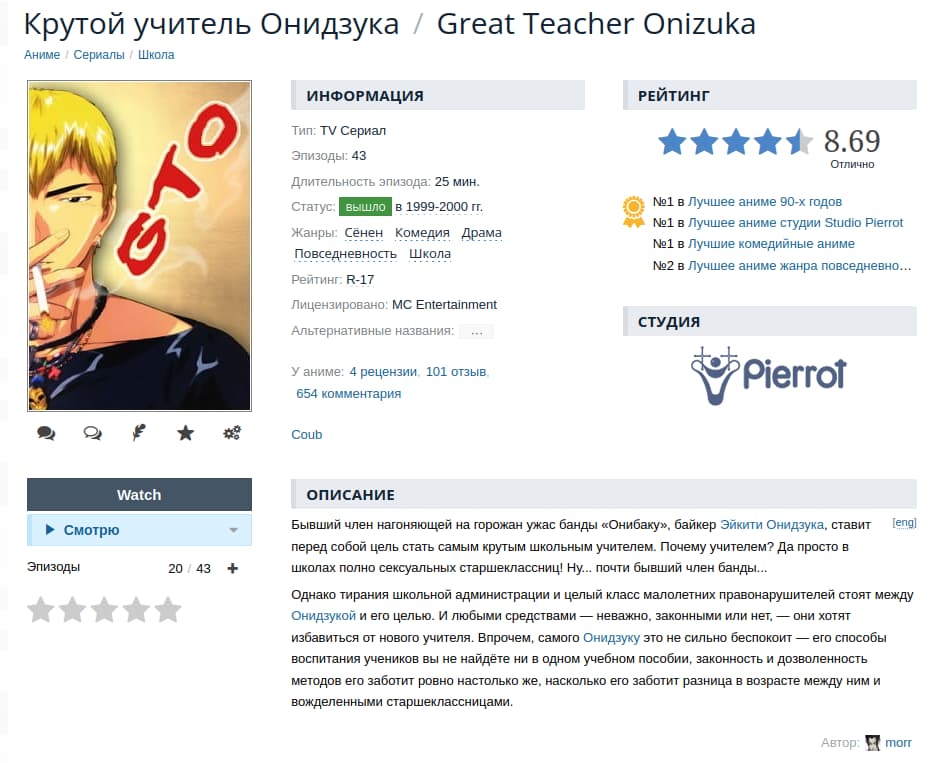 Крутой учитель Онидзука / Great Teacher Onizuka
Аниме / Сериалы / Школа
GTO
ИНФОРМАЦИЯ
Тип: TV Сериал
Эпизоды: 43
Длительность эпизода: 25 мин.
Статус: вышло в 1999-2000 гг.
Жанры: Сёнен Комедия Драма
Повседневность Школа
Рейтинг: R-17
Лицензировано: MC Entertainment
Альтернативные названия: ...
У аниме: 4 рецензии, 101 отзыв,
654 комментария
Coub
РЕЙТИНГ
8.69
Отлично
№1 в Лучшее аниме 90-х годов
№1 в Лучшее аниме студии Studio Pierrot
№1 в Лучшие комедийные аниме
№2 в Лучшее аниме жанра повседневно...
СТУДИЯ
Pierrot
Watch
Смотрю
Эпизоды 20 / 43 +
ОПИСАНИЕ
Бывший член нагоняющей на горожан ужас банды «Онибаку», байкер Эйкити Онидзука, ставит [eng]
перед собой цель стать самым крутым школьным учителем. Почему учителем? Да просто в
школах полно сексуальных старшеклассниц! Ну... почти бывший член банды...
Однако тирания школьной администрации и целый класс малолетних правонарушителей стоят между
Онидзукой и его целью. И любыми средствами — неважно, законными или нет, — они хотят
избавиться от нового учителя. Впрочем, самого Онидзуку это не сильно беспокоит — его способы
воспитания учеников вы не найдёте ни в одном учебном пособии, законность и дозволенность
методов его заботит ровно настолько же, насколько его заботит разница в возрасте между ним и
вожделенными старшеклассницами.
Автор: morr